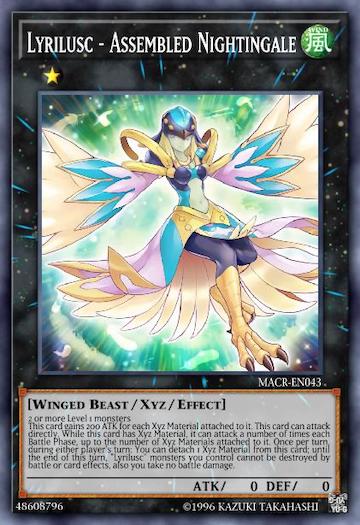 Lyrilusc - Assembled Nightingale
WIND
風
MACR-EN043
[Winged Beast/Xyz/Effect]
2 or more Level 1 monsters
This card gains 200 ATK for each Xyz Material attached to it. This card can attack
directly. While this card has Xyz Material, it can attack a number of times each
Battle Phase, up to the number of Xyz Materials attached to it. Once per turn,
during either player's turn: You can detach 1 Xyz Material from this card; until
the end of this turn, "Lyrilusc" monsters you control cannot be destroyed by
battle or card effects, also you take no battle damage.
ATK/ 0 DEF/ 0
48608796
©1996 KAZUKI TAKAHASHI